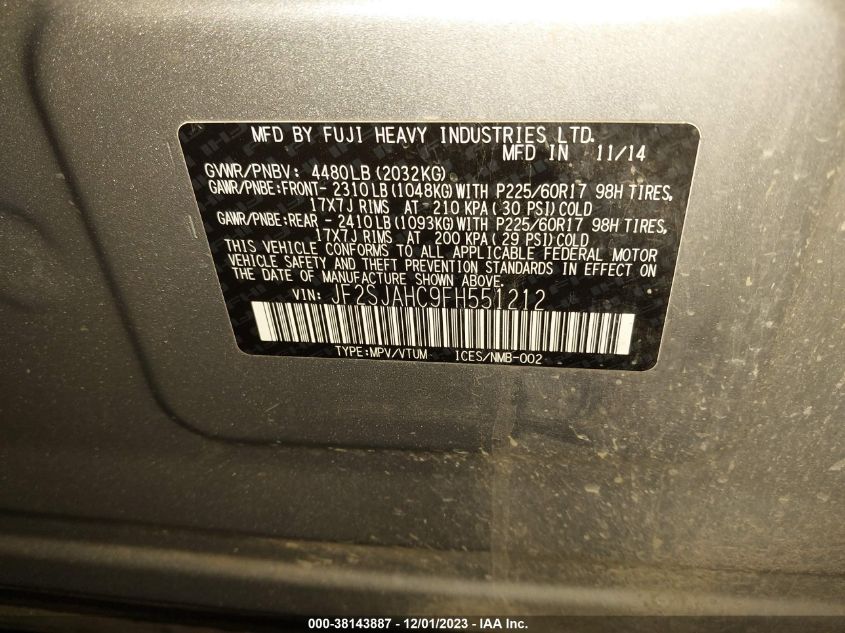 MFD BY FUJI HEAVY INDUSTRIES LTD.
MFD IN 11/14
GVWR/PNBV: 4480LB(2032KG)
GAWR/PNBE:FRONT- 2310LB(1048KG)WITH P225/60R17 98H TIRES,
17X7J RIMS AT 210 KPA(30 PSI)COLD
GAWR/PNBE:REAR - 2410LB(1093KG)WITH P225/60R17 98H TIRES,
17X7J RIMS AT 200 KPA(29 PSI)COLD
THIS VEHICLE CONFORMS TO ALL APPLICABLE FEDERAL MOTOR
VEHICLE SAFETY AND THEFT PREVENTION STANDARDS IN EFFECT ON
THE DATE OF MANUFACTURE SHOWN ABOVE.
VIN: JF2SJAHC9FH551212
TYPE:MPV/VTUM ICES/NMB-002
000-38143887 - 12/01/2023 - IAA Inc.